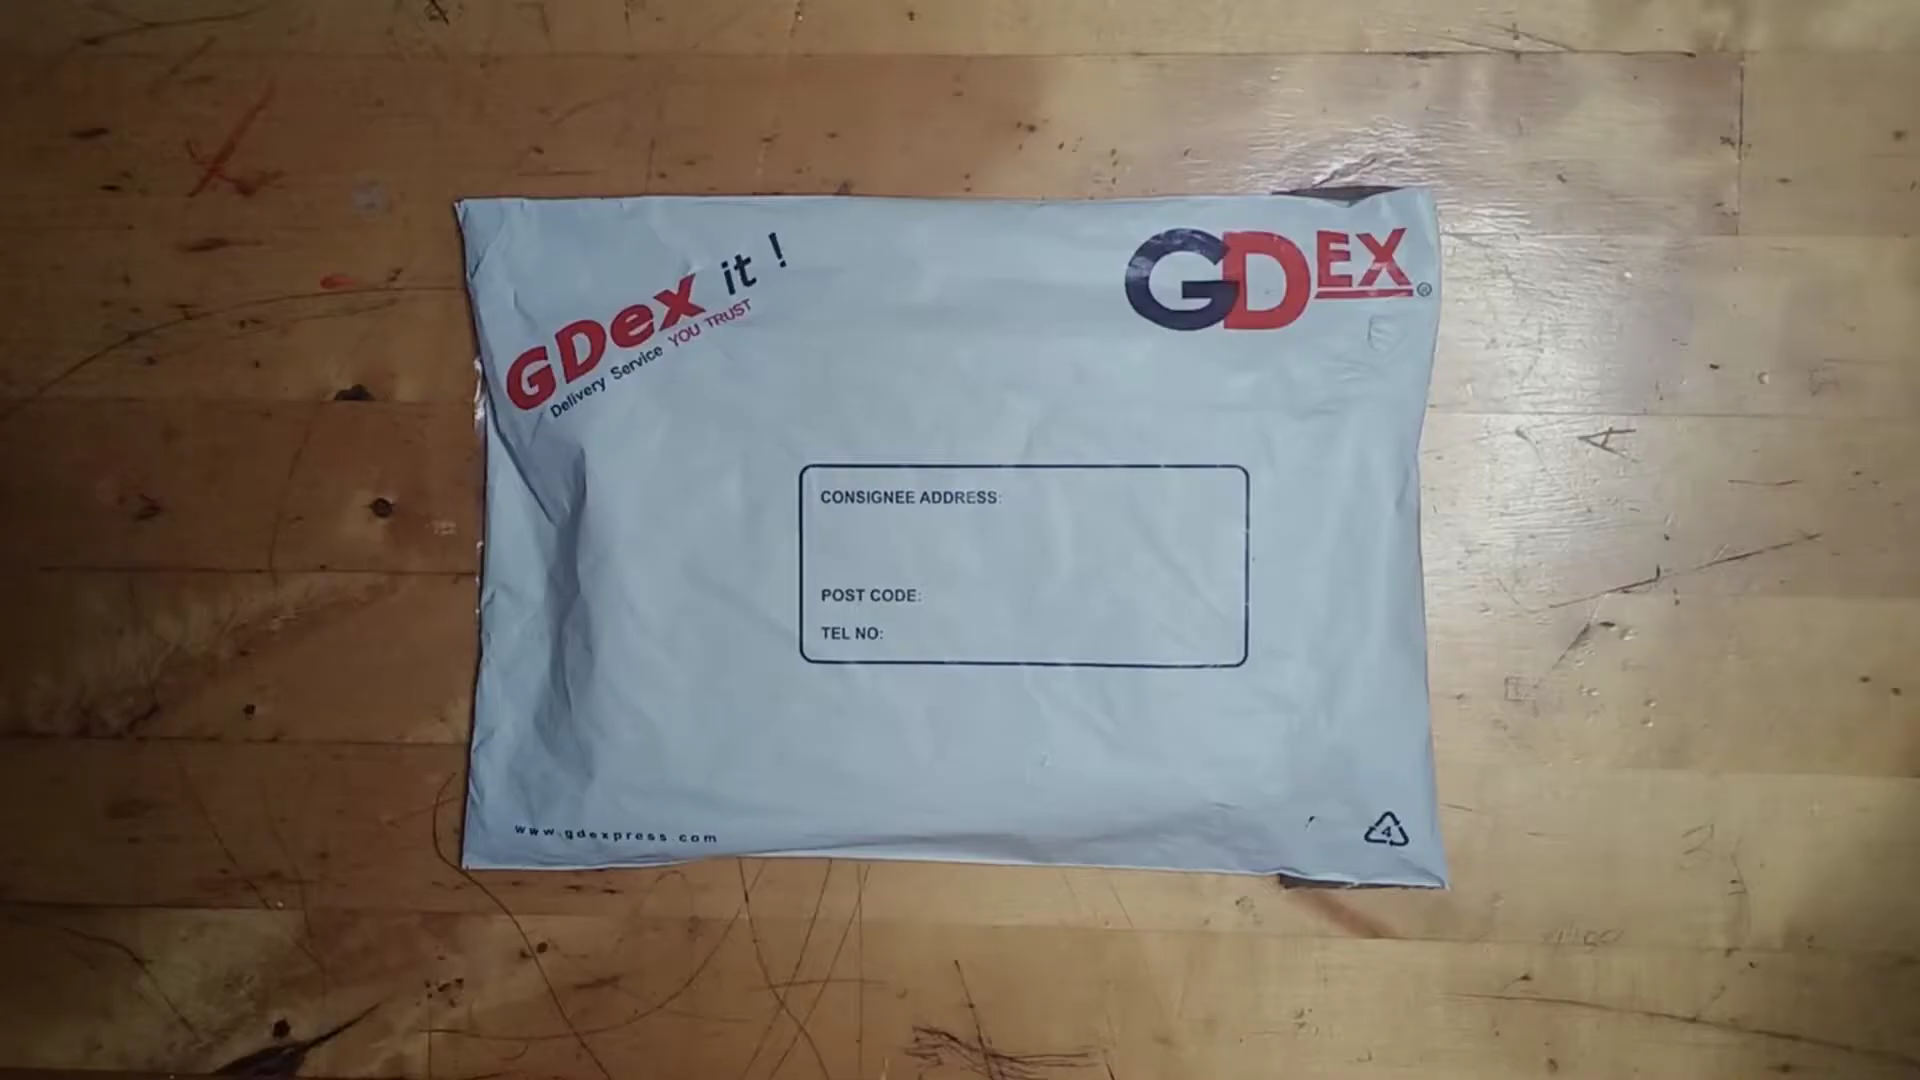 GDex it !
Delivery Service YOU TRUST
GDEX®
CONSIGNEE ADDRESS:
POST CODE:
TEL NO:
www.gdexpress.com
4
A